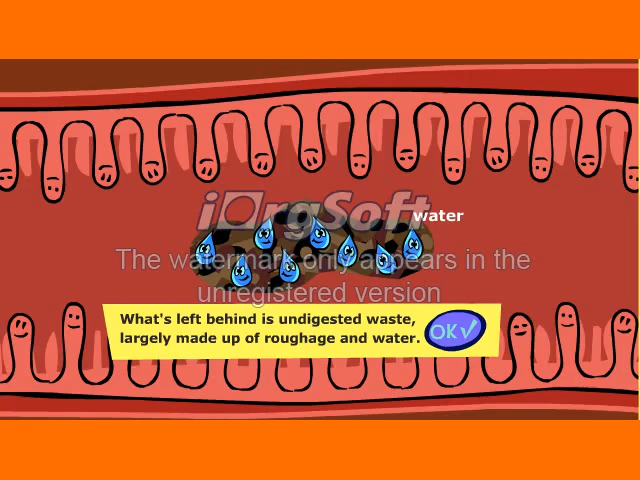 iOrgSoft
water
The watermark only appears in the
unregistered version
What's left behind is undigested waste,
largely made up of roughage and water.
OK